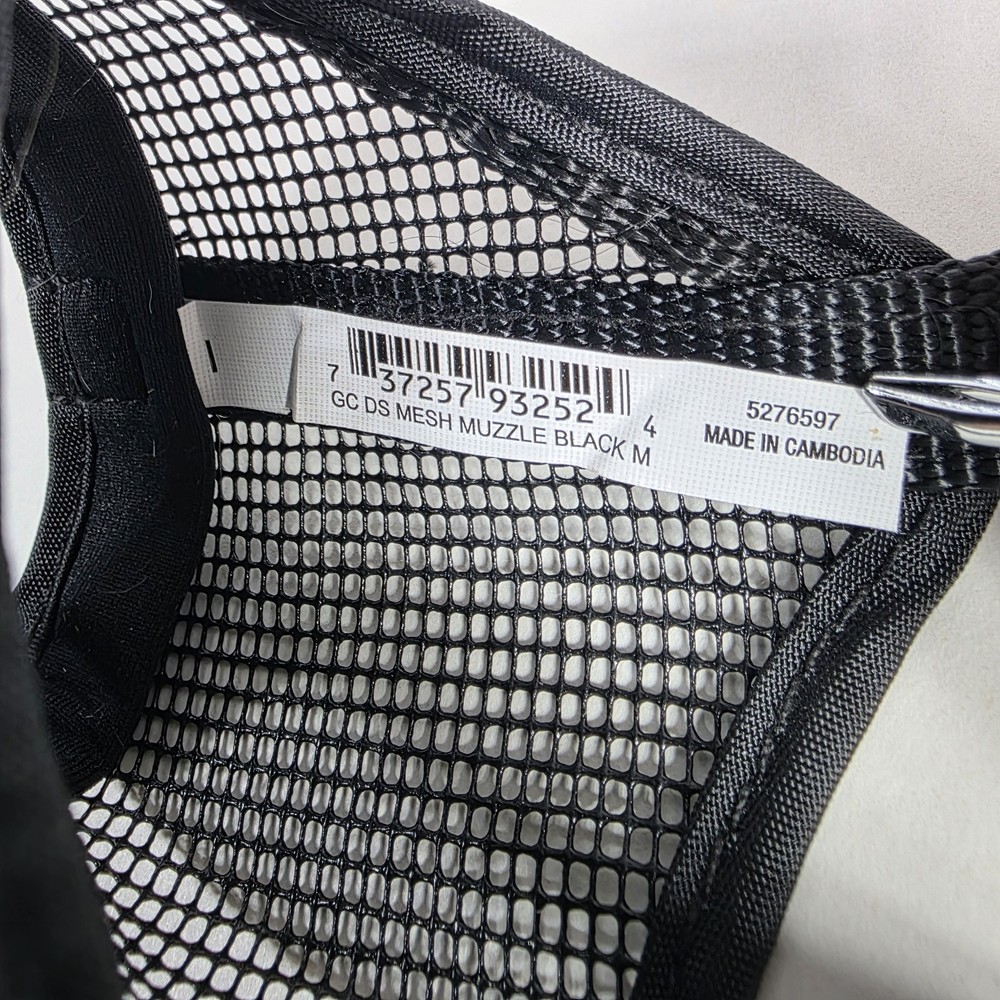 7 37257 93252 4
GC DS MESH MUZZLE BLACK M
5276597
MADE IN CAMBODIA